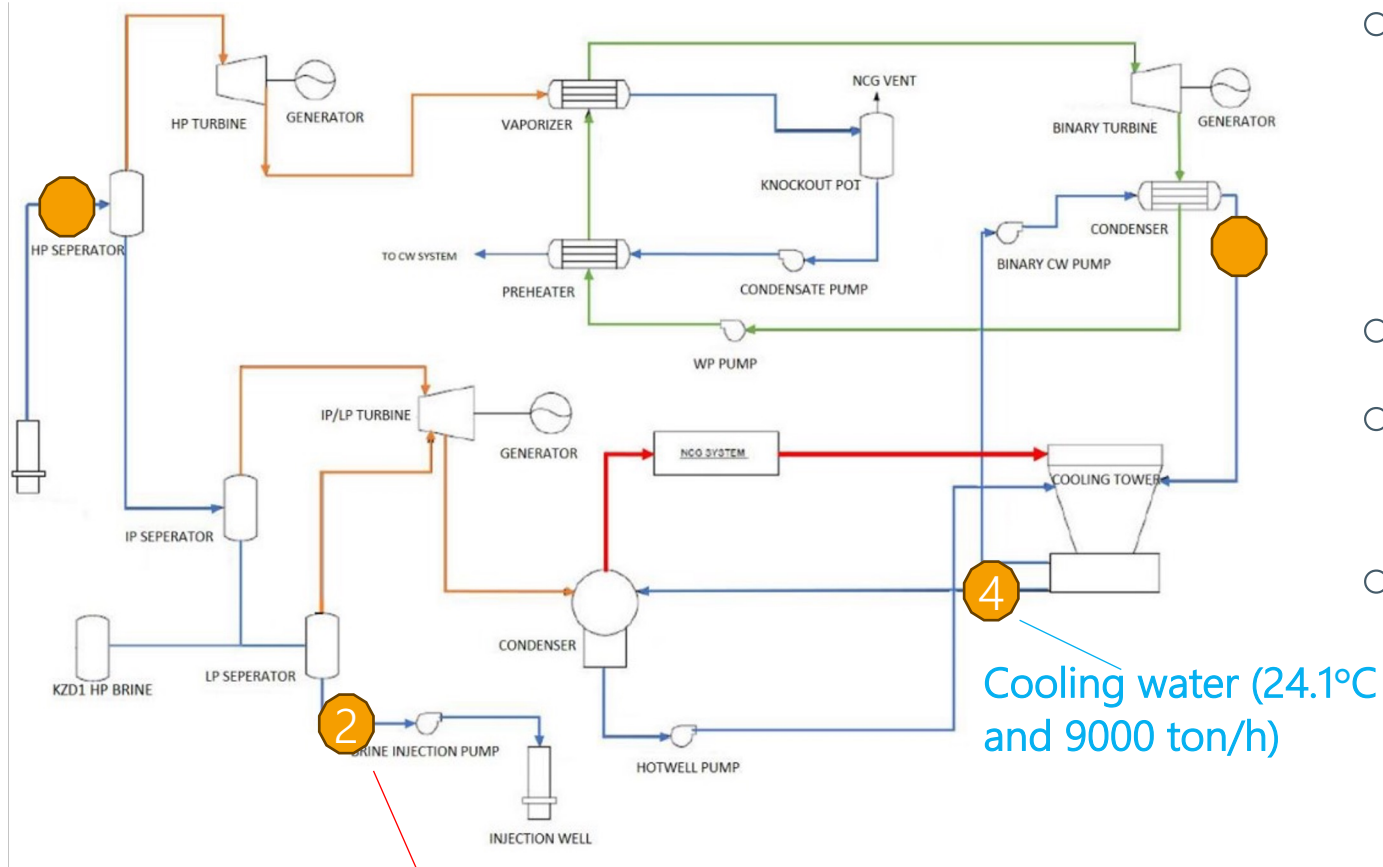 NCG VENT
HP TURBINE
GENERATOR
VAPORIZER
BINARY TURBINE
GENERATOR
KNOCKOUT POT
HP SEPERATOR
CONDENSER
TO CW SYSTEM
BINARY CW PUMP
PREHEATER
CONDENSATE PUMP
WP PUMP
IP/LP TURBINE
GENERATOR
NCG SYSTEM
COOLING TOWER
IP SEPERATOR
4
CONDENSER
KZD1 HP BRINE
LP SEPERATOR
Cooling water (24.1°C
and 9000 ton/h)
2
BRINE INJECTION PUMP
HOTWELL PUMP
INJECTION WELL